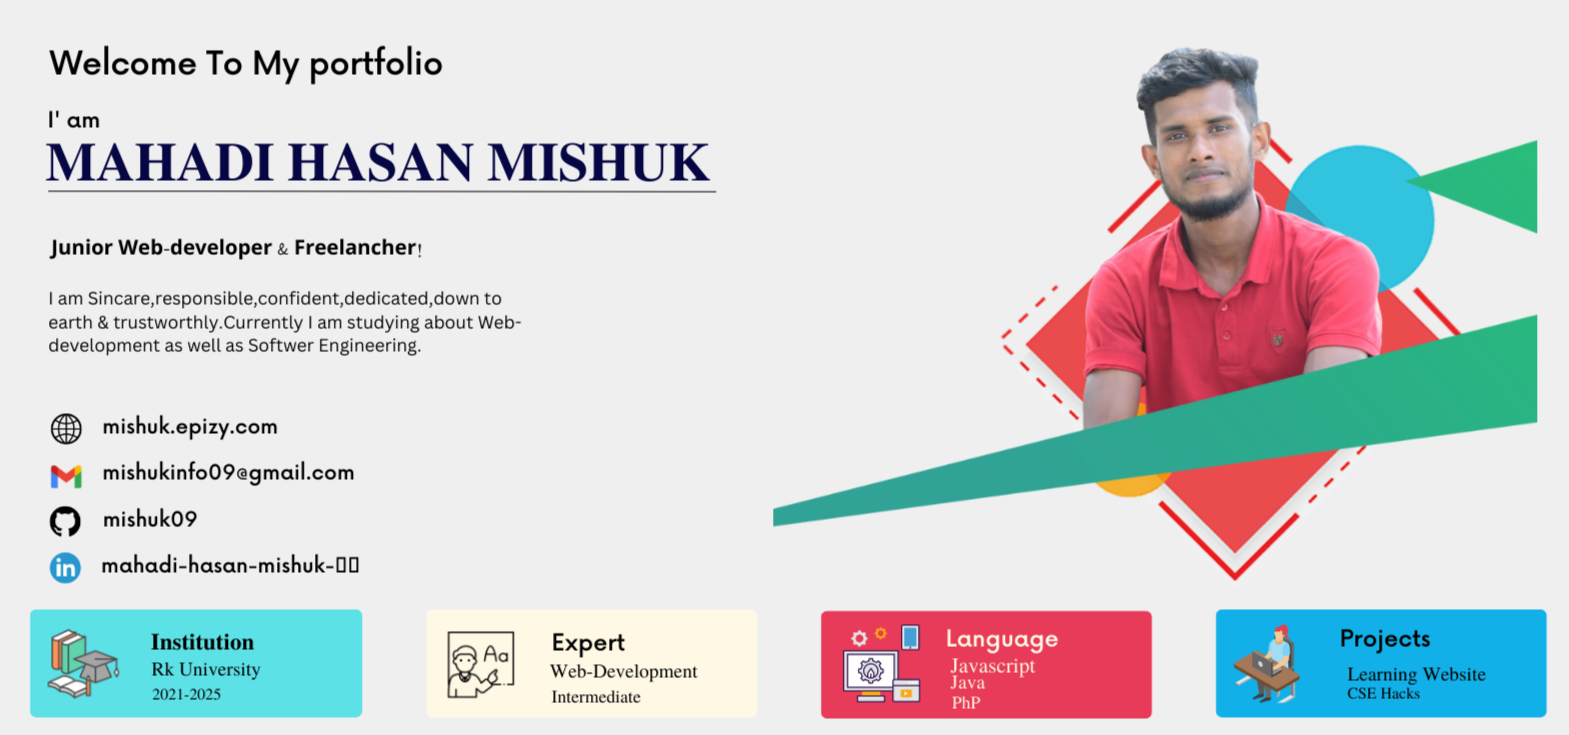 Welcome To My portfolio
I' am
MAHADI HASAN MISHUK
Junior Web-developer & Freelancher!
I am Sincare,responsible,confident,dedicated,down to
earth & trustworthly.Currently I am studying about Web-
development as well as Softwer Engineering.
mishuk.epizy.com
mishukinfo09@gmail.com
mishuk09
in mahadi-hasan-mishuk-▯▯
Institution
Rk University
2021-2025
Aa
Expert
Web-Development
Intermediate
Language
Javascript
Java
PhP
Projects
Learning Website
CSE Hacks